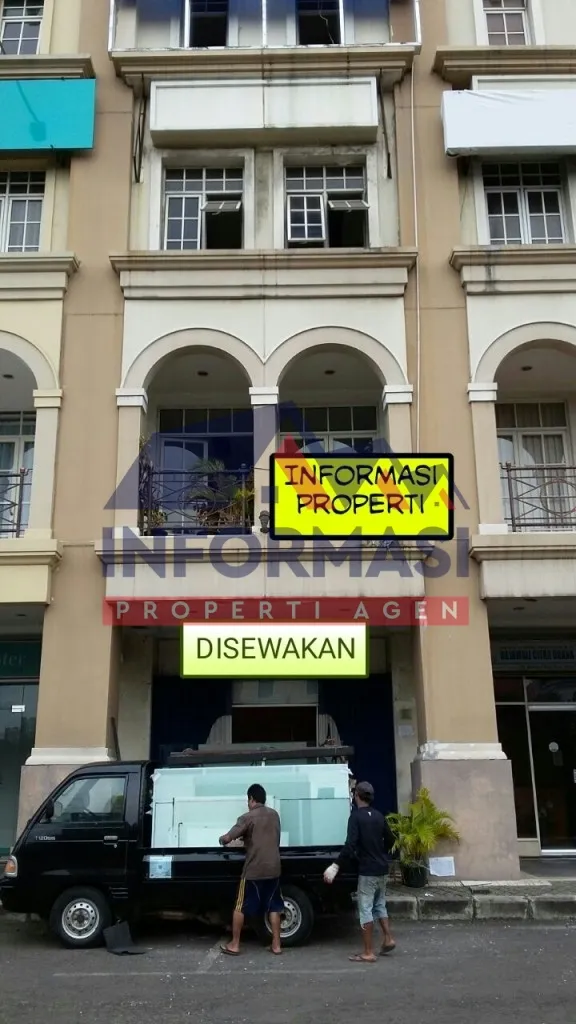 INFORMASI
PROPERTI
INFORMASI
PROPERTI AGEN
DISEWAKAN